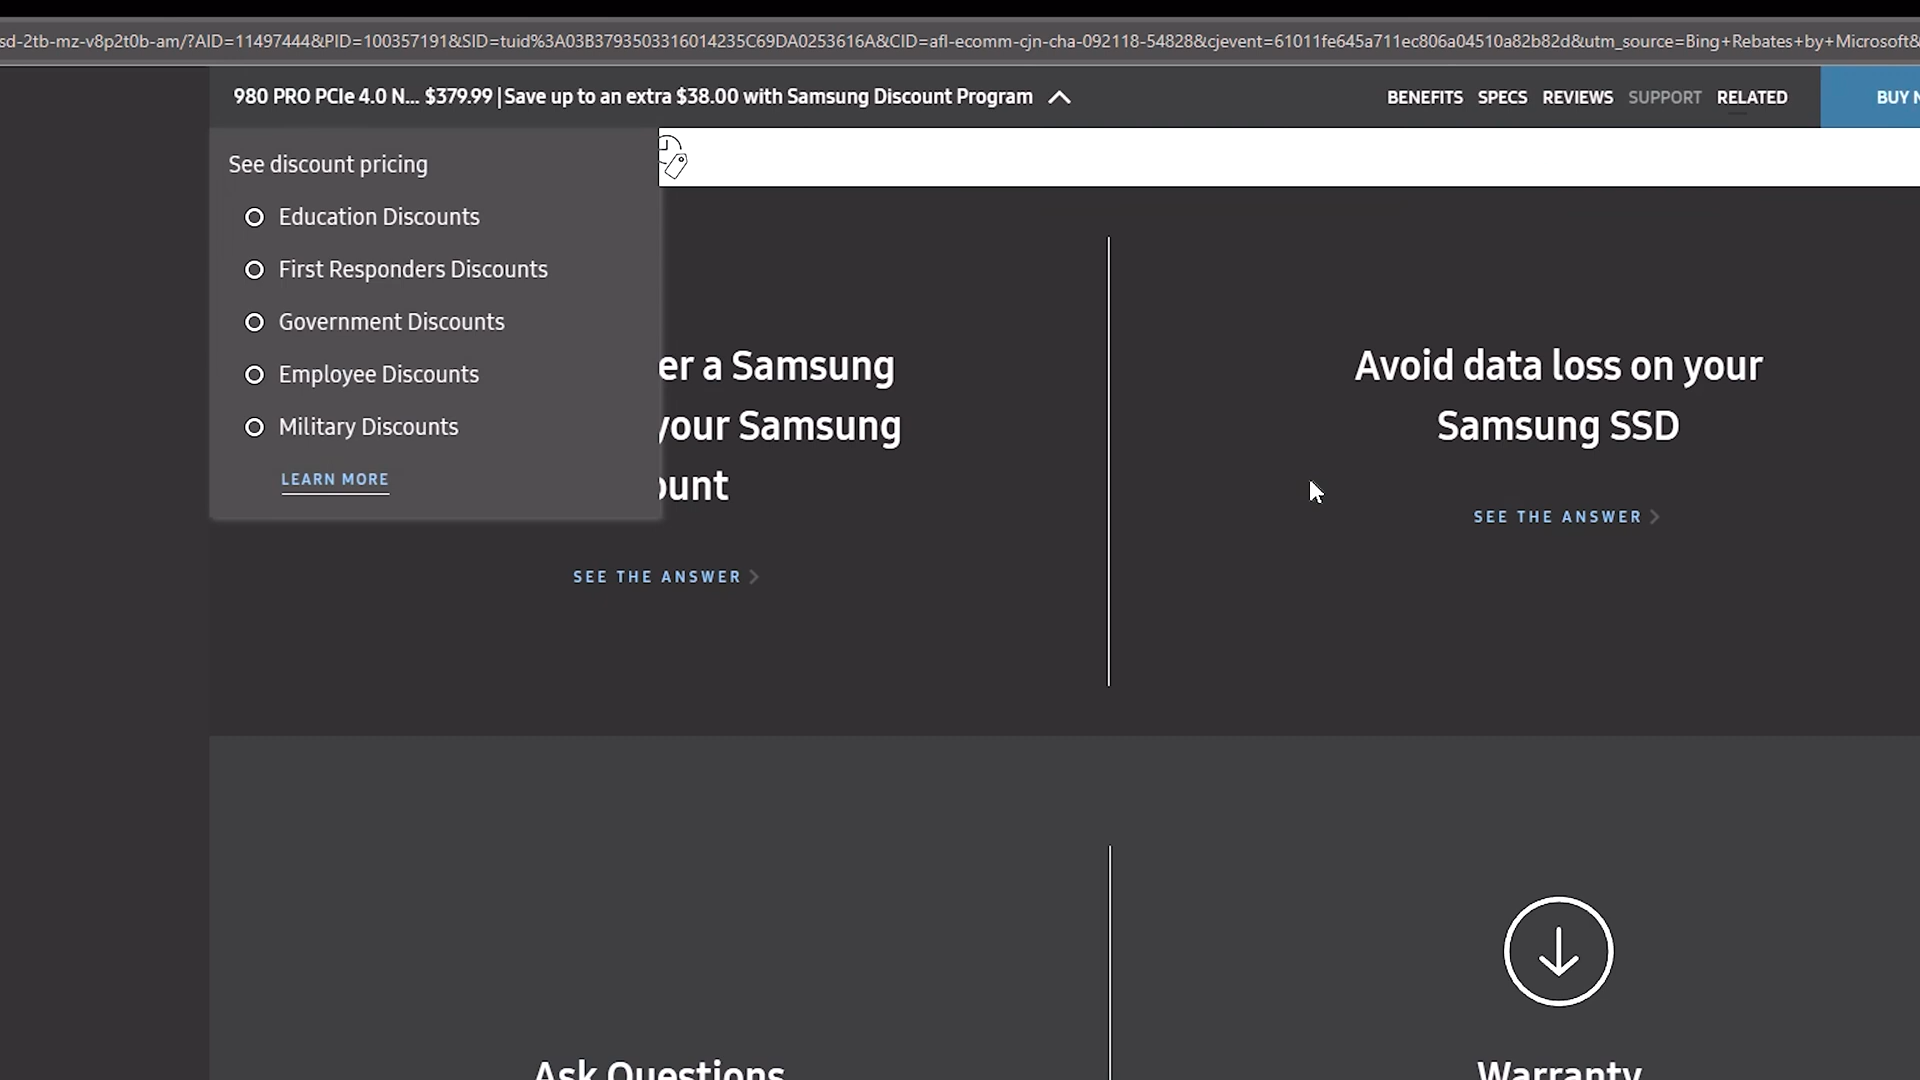 sd-2tb-mz-v8p2t0b-am/?AID=11497444&PID=100357191&SID=tuid%3A03B3793503316014235C69DA0253616A&CID=afl-ecomm-cjn-cha-092118-54828&cjevent=61011fe645a711ec806a04510a82b82d&utm_source=Bing+Rebates+by+Microsoft&
980 PRO PCIe 4.0 N... $379.99 | Save up to an extra $38.00 with Samsung Discount Program
BENEFITS SPECS REVIEWS SUPPORT RELATED
BUY N
See discount pricing
Education Discounts
First Responders Discounts
Government Discounts
Employee Discounts
Military Discounts
LEARN MORE
er a Samsung
your Samsung
ount
SEE THE ANSWER
Avoid data loss on your
Samsung SSD
SEE THE ANSWER
Ask Questions
Warranty